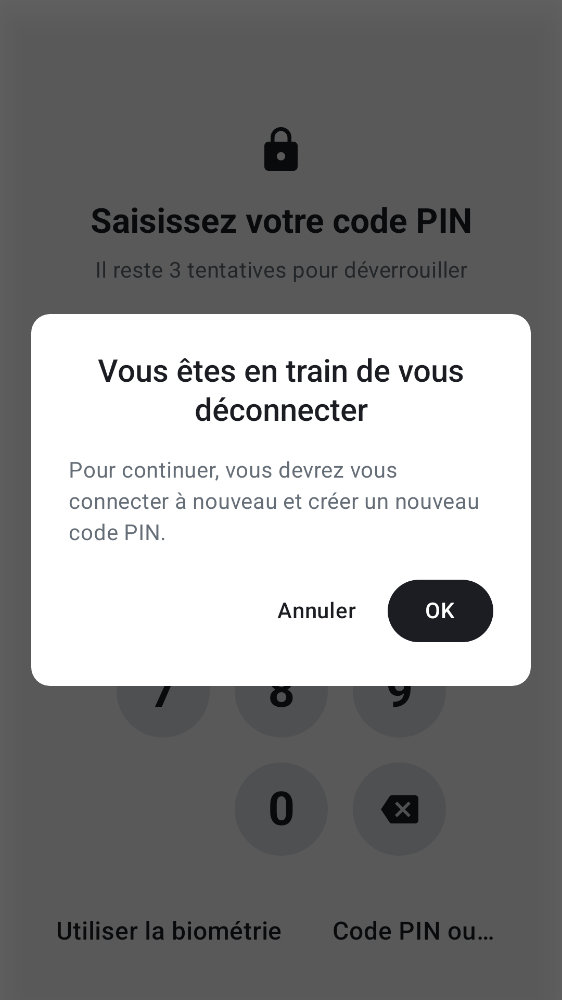 Saisissez votre code PIN
Il reste 3 tentatives pour déverrouiller
Vous êtes en train de vous
déconnecter
Pour continuer, vous devrez vous
connecter à nouveau et créer un nouveau
code PIN.
Annuler OK
7 8 9
0
Utiliser la biométrie Code PIN ou...